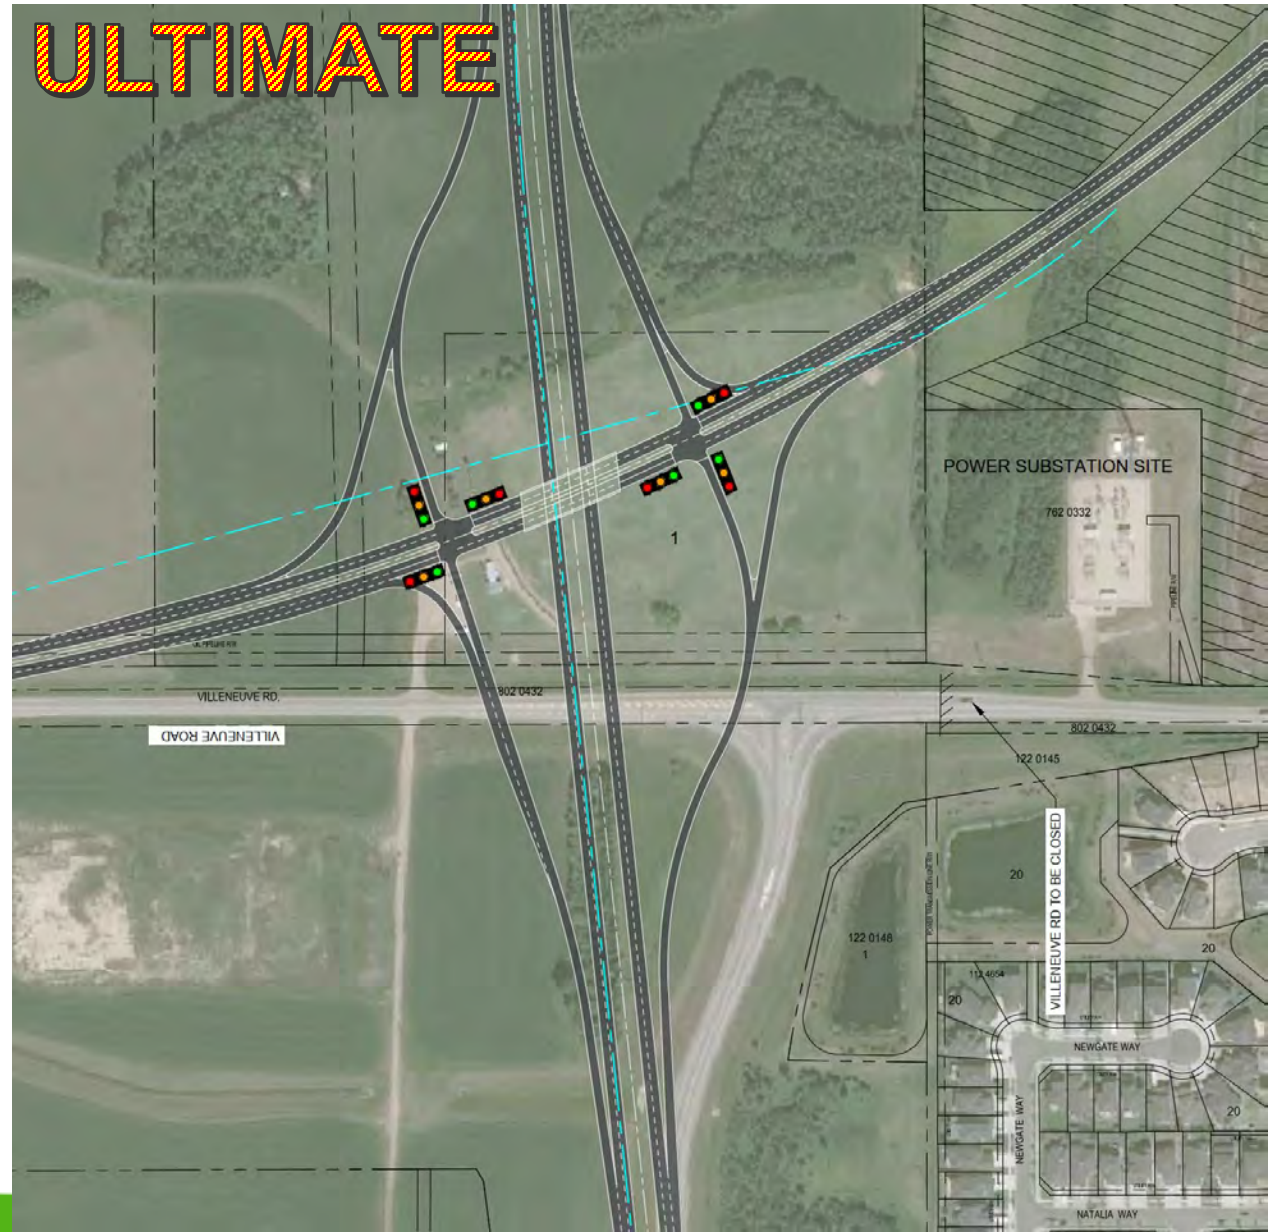 ULTIMATE
POWER SUBSTATION SITE
762 0332
1
VILLENEUVE RD.
802 0432
VILLENEUVE ROAD
802 0432
122 0145
VILLENEUVE RD TO BE CLOSED
20
122 0148
1
20
112 4654
20
NEWGATE WAY
NEWGATE WAY
20
NATALIA WAY